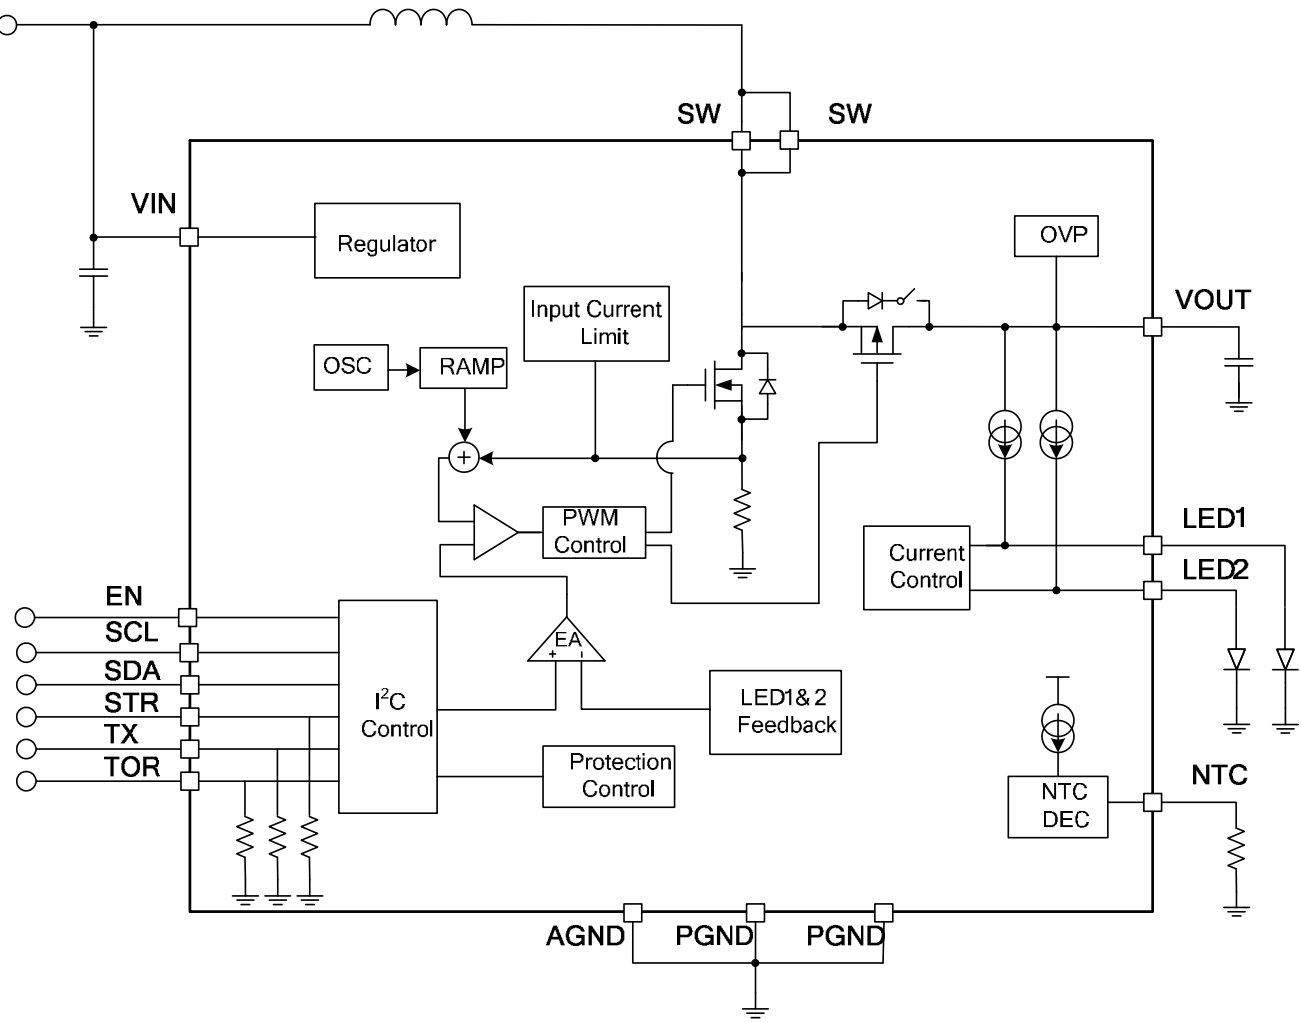 SW SW
VIN
Regulator
OVP
Input Current
Limit
VOUT
OSC
RAMP
+
PWM
Control
LED1
Current
Control
LED2
EN
SCL
SDA
STR
TX
TOR
I²C
Control
EA
+ -
LED1&2
Feedback
Protection
Control
NTC
DEC
NTC
AGND PGND PGND